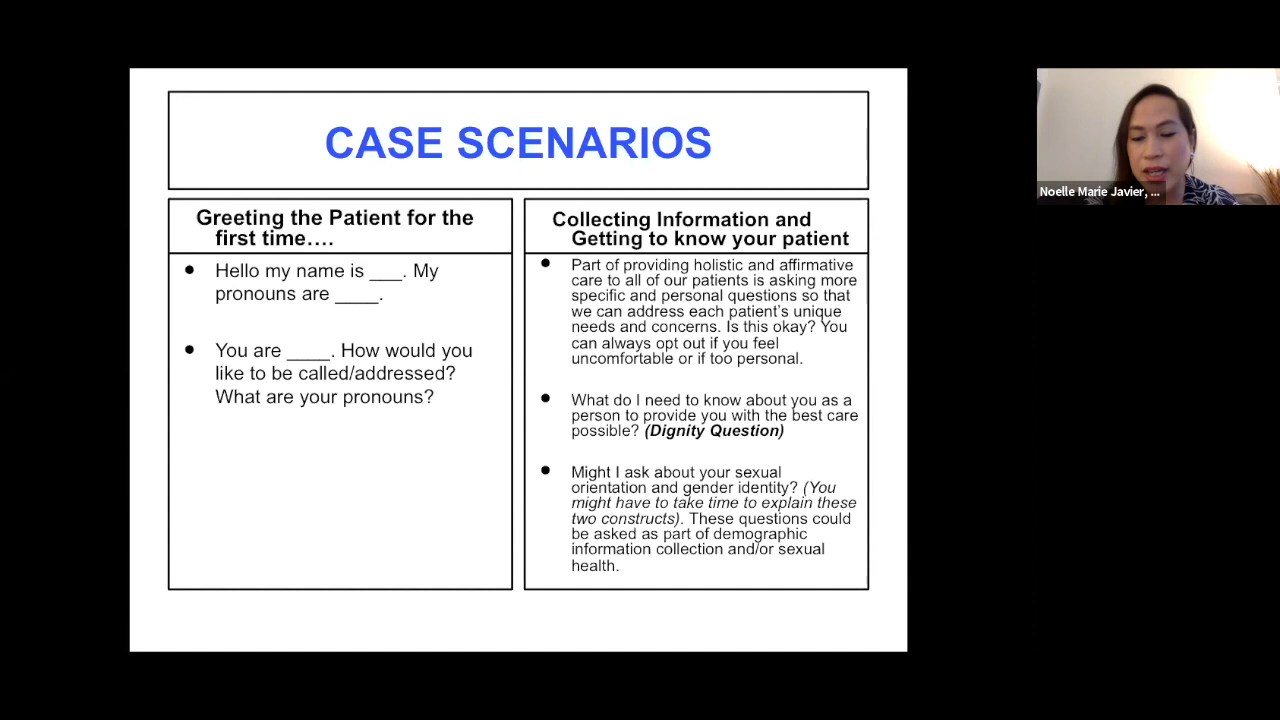 CASE SCENARIOS
Greeting the Patient for the
first time….
● Hello my name is ___. My
pronouns are ____.
● You are ____. How would you
like to be called/addressed?
What are your pronouns?
Collecting Information and
Getting to know your patient
● Part of providing holistic and affirmative
care to all of our patients is asking more
specific and personal questions so that
we can address each patient’s unique
needs and concerns. Is this okay? You
can always opt out if you feel
uncomfortable or if too personal.
● What do I need to know about you as a
person to provide you with the best care
possible? (Dignity Question)
● Might I ask about your sexual
orientation and gender identity? (You
might have to take time to explain these
two constructs). These questions could
be asked as part of demographic
information collection and/or sexual
health.
Noelle Marie Javier, ...